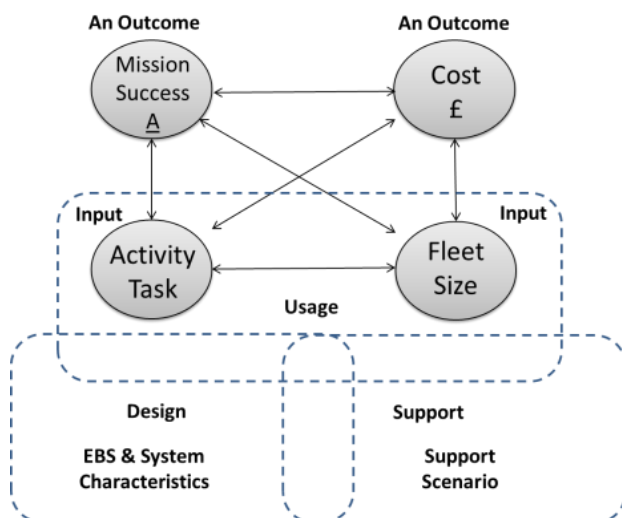 An Outcome
An Outcome
Mission
Success
A
Cost
£
Input
Input
Activity
Task
Fleet
Size
Usage
Design
Support
EBS & System
Characteristics
Support
Scenario